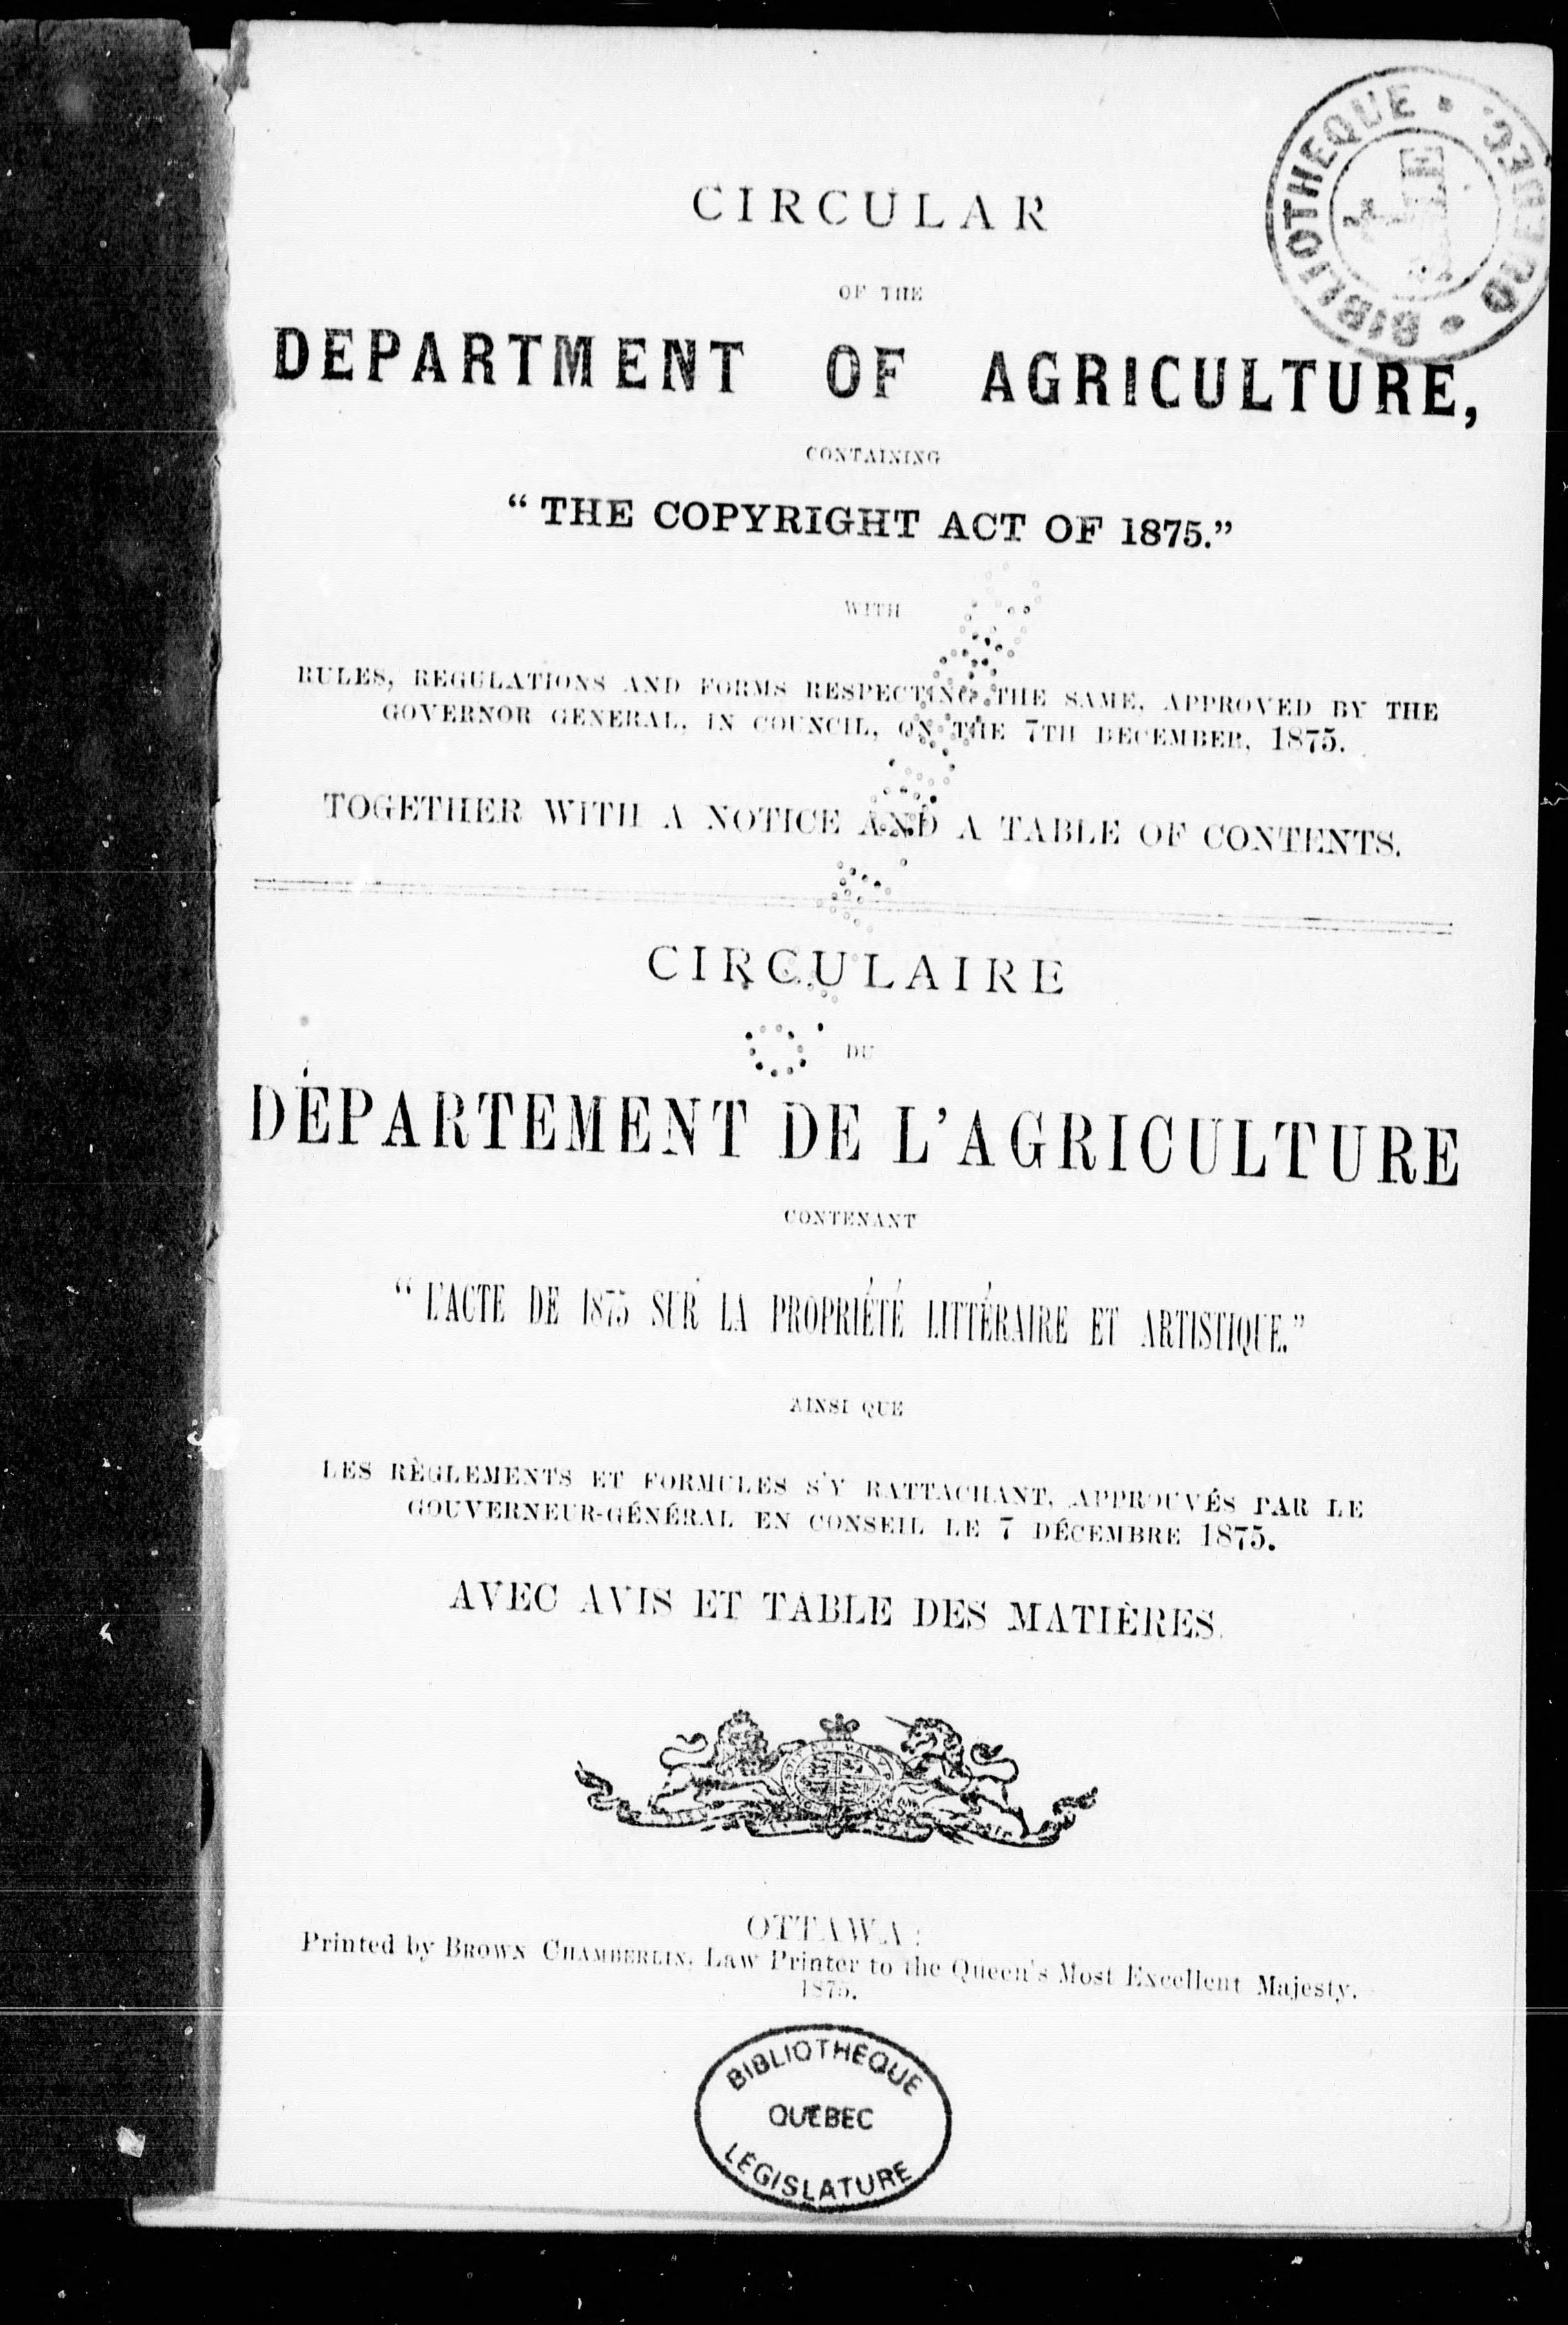 CIRCULAR
OF THE
DEPARTMENT OF AGRICULTURE,
CONTAINING
“ THE COPYRIGHT ACT OF 1875.”
WITH
RULES, REGULATIONS AND FORMS RESPECTING THE SAME, APPROVED BY THE
GOVERNOR GENERAL, IN COUNCIL, ON THE 7TH DECEMBER, 1875.
TOGETHER WITH A NOTICE AND A TABLE OF CONTENTS.
CIRCULAIRE
DU
DÉPARTEMENT DE L'AGRICULTURE
CONTENANT
“ L'ACTE DE 1875 SUR LA PROPRIÉTÉ LITTÉRAIRE ET ARTISTIQUE.”
AINSI QUE
LES RÈGLEMENTS ET FORMULES S'Y RATTACHANT, APPROUVÉS PAR LE
GOUVERNEUR-GÉNÉRAL EN CONSEIL LE 7 DÉCEMBRE 1875.
AVEC AVIS ET TABLE DES MATIÈRES.
OTTAWA:
Printed by BROWN CHAMBERLIN, Law Printer to the Queen's Most Excellent Majesty.
1875.
BIBLIOTHÈQUE
QUÉBEC
LÉGISLATURE
BIBLIOTHEQUE • QUEBEC. •